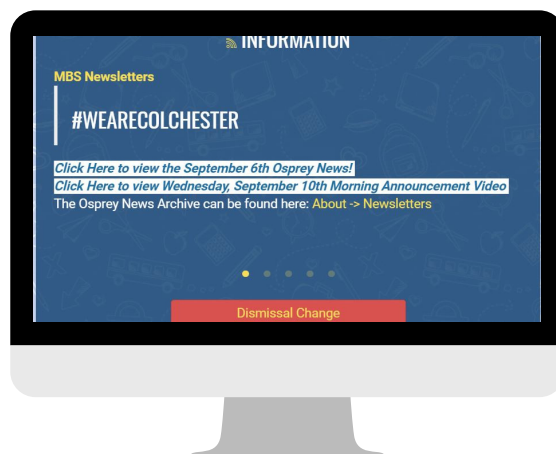 INFORMATION
MBS Newsletters
#WEARECOLCHESTER
Click Here to view the September 6th Osprey News!
Click Here to view Wednesday, September 10th Morning Announcement Video
The Osprey News Archive can be found here: About -> Newsletters
Dismissal Change